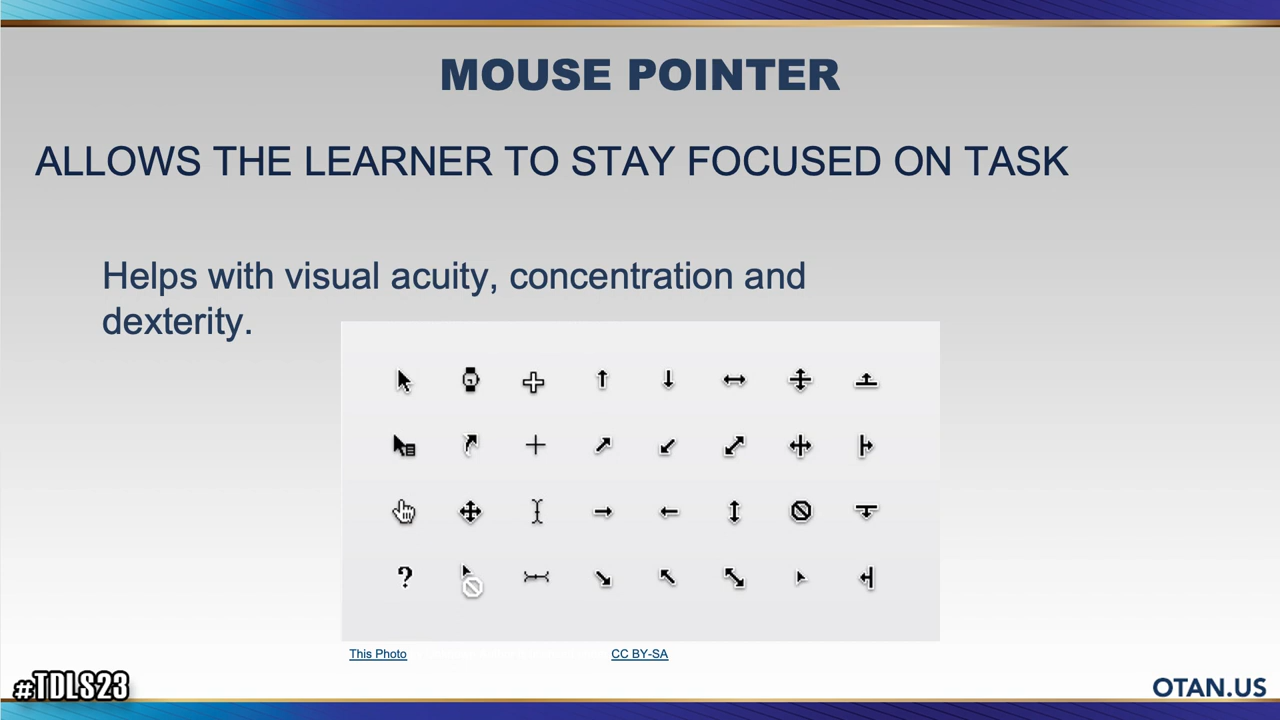 MOUSE POINTER
ALLOWS THE LEARNER TO STAY FOCUSED ON TASK
Helps with visual acuity, concentration and
dexterity.
?
This Photo CC BY-SA
#TDLS23
OTAN.US